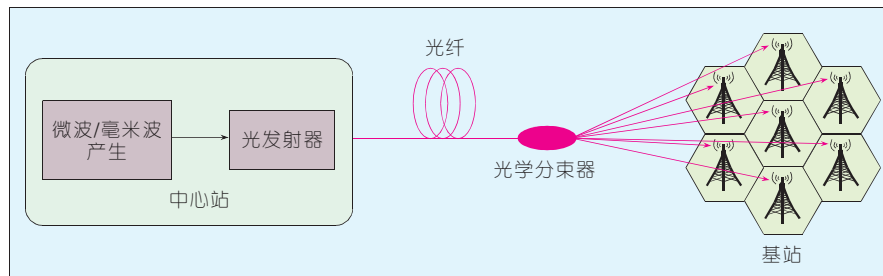 微波/毫米波
产生
光发射器
中心站
光纤
光学分束器
基站